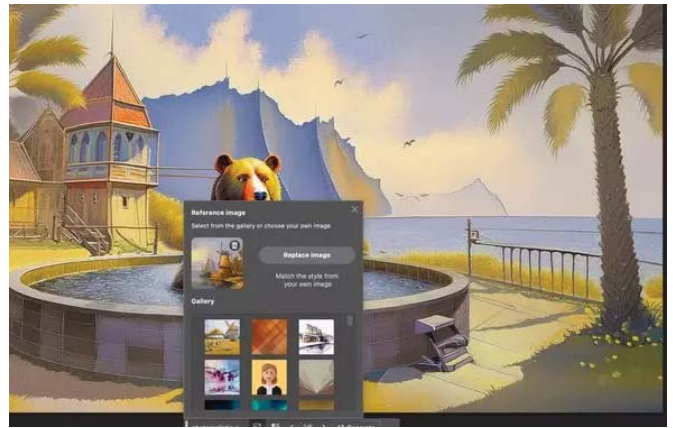 Reference image
Select from the gallery or choose your own image
Replace image
Match the style from
your own image
Gallery
Generate